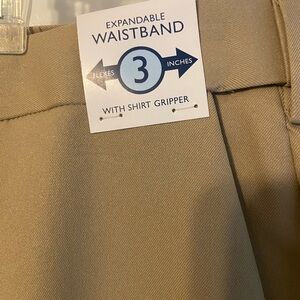 EXPANDABLE
WAISTBAND
FLEXES 3 INCHES
WITH SHIRT GRIPPER